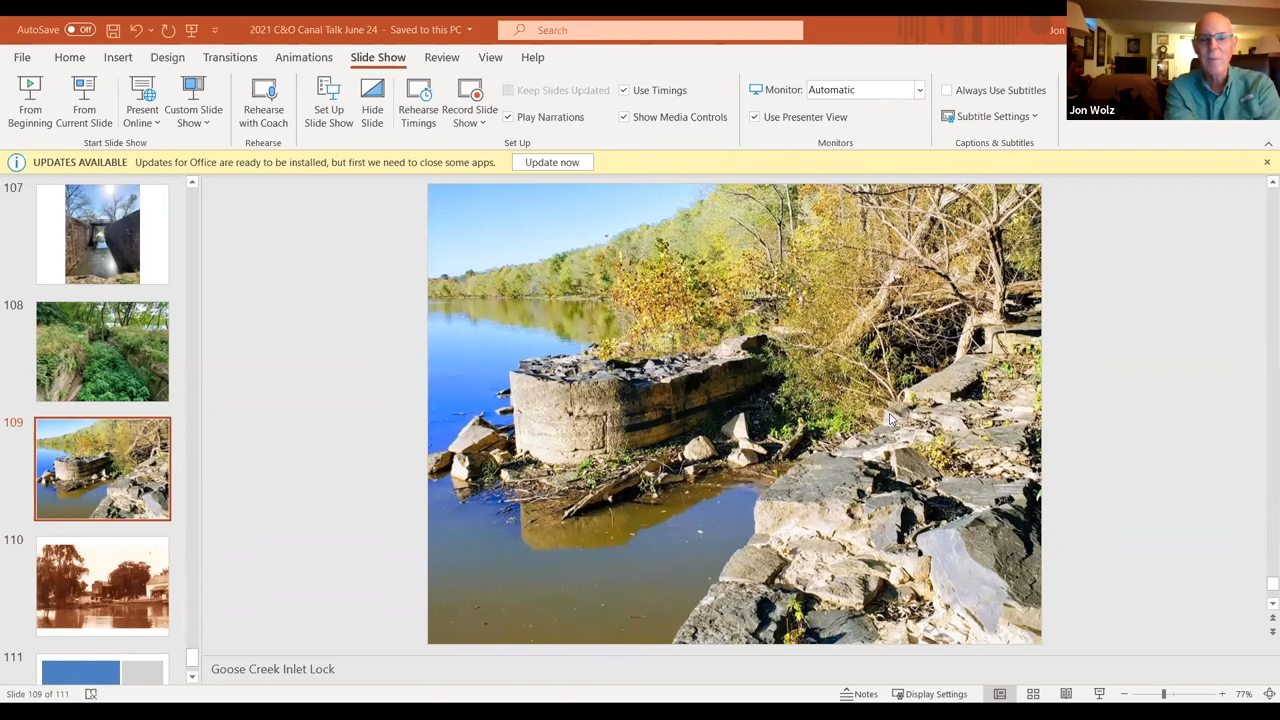 AutoSave Off 2021 C&O Canal Talk June 24 - Saved to this PC Search Jon
File Home Insert Design Transitions Animations Slide Show Review View Help
Jon Wolz
From Beginning
From Current Slide
Present Online
Custom Slide Show
Rehearse with Coach
Set Up Slide Show
Hide Slide
Rehearse Timings
Record Slide Show
Keep Slides Updated
Play Narrations
Use Timings
Show Media Controls
Monitor: Automatic
Use Presenter View
Always Use Subtitles
Subtitle Settings
Start Slide Show Rehearse Set Up Monitors Captions & Subtitles
UPDATES AVAILABLE Updates for Office are ready to be installed, but first we need to close some apps. Update now
107
108
109
110
111
Goose Creek Inlet Lock
Slide 109 of 111 Notes Display Settings 77%